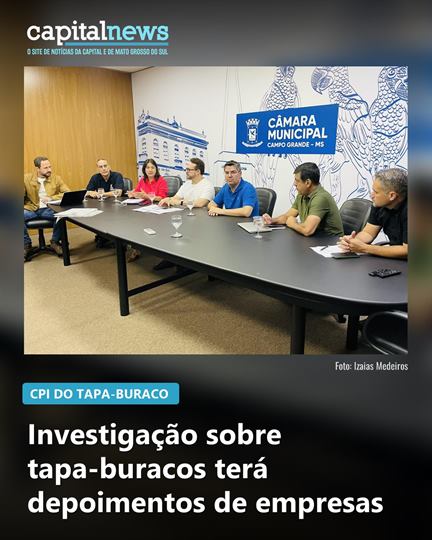 capitalnews
O SITE DE NOTÍCIAS DA CAPITAL E DE MATO GROSSO DO SUL
CÂMARA
MUNICIPAL
CAMPO GRANDE - MS
Foto: Izaias Medeiros
CPI DO TAPA-BURACO
Investigação sobre
tapa-buracos terá
depoimentos de empresas